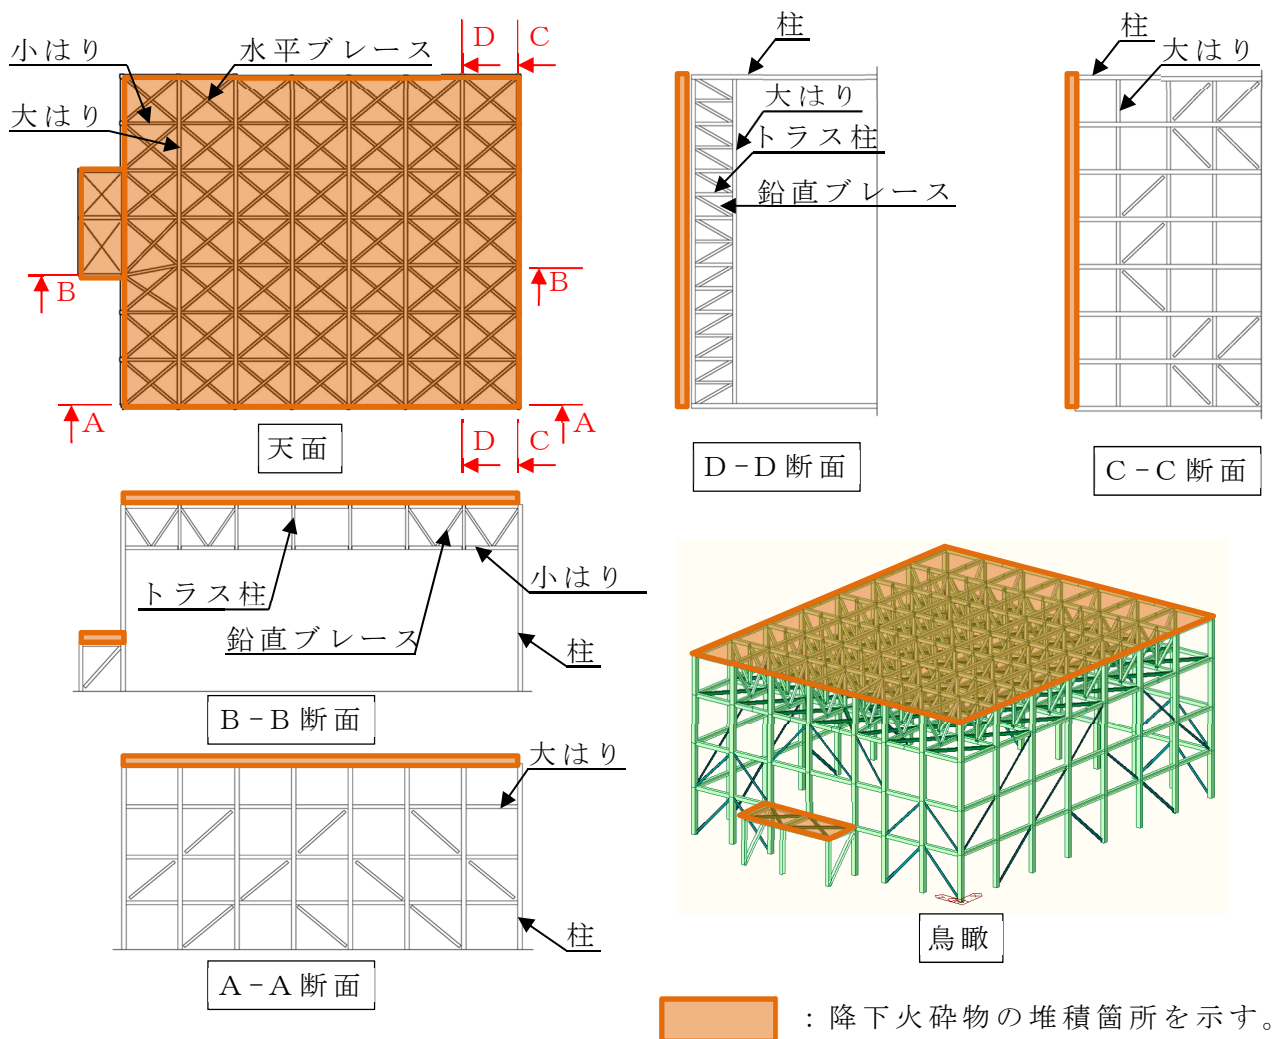 小はり
水平ブレース
大はり
D
C
B
B
A
A
D
C
天面
柱
大はり
トラス柱
鉛直ブレース
D－D断面
柱
大はり
C－C断面
トラス柱
小はり
鉛直ブレース
柱
B－B断面
大はり
柱
A－A断面
鳥瞰
：降下火砕物の堆積箇所を示す。